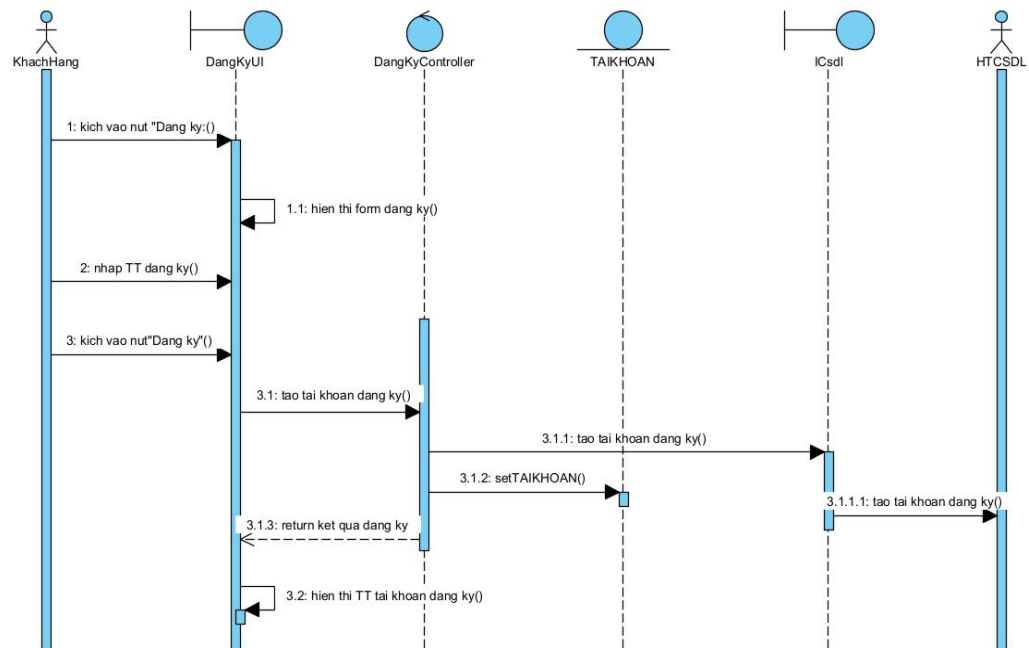 KhachHang
DangKyUI
DangKyController
TAIKHOAN
ICsdl
HTCSDL
1: kich vao nut "Dang ky:()
1.1: hien thi form dang ky()
2: nhap TT dang ky()
3: kich vao nut"Dang ky"()
3.1: tao tai khoan dang ky()
3.1.1: tao tai khoan dang ky()
3.1.2: setTAIKHOAN()
3.1.1.1: tao tai khoan dang ky()
3.1.3: return ket qua dang ky
3.2: hien thi TT tai khoan dang ky()